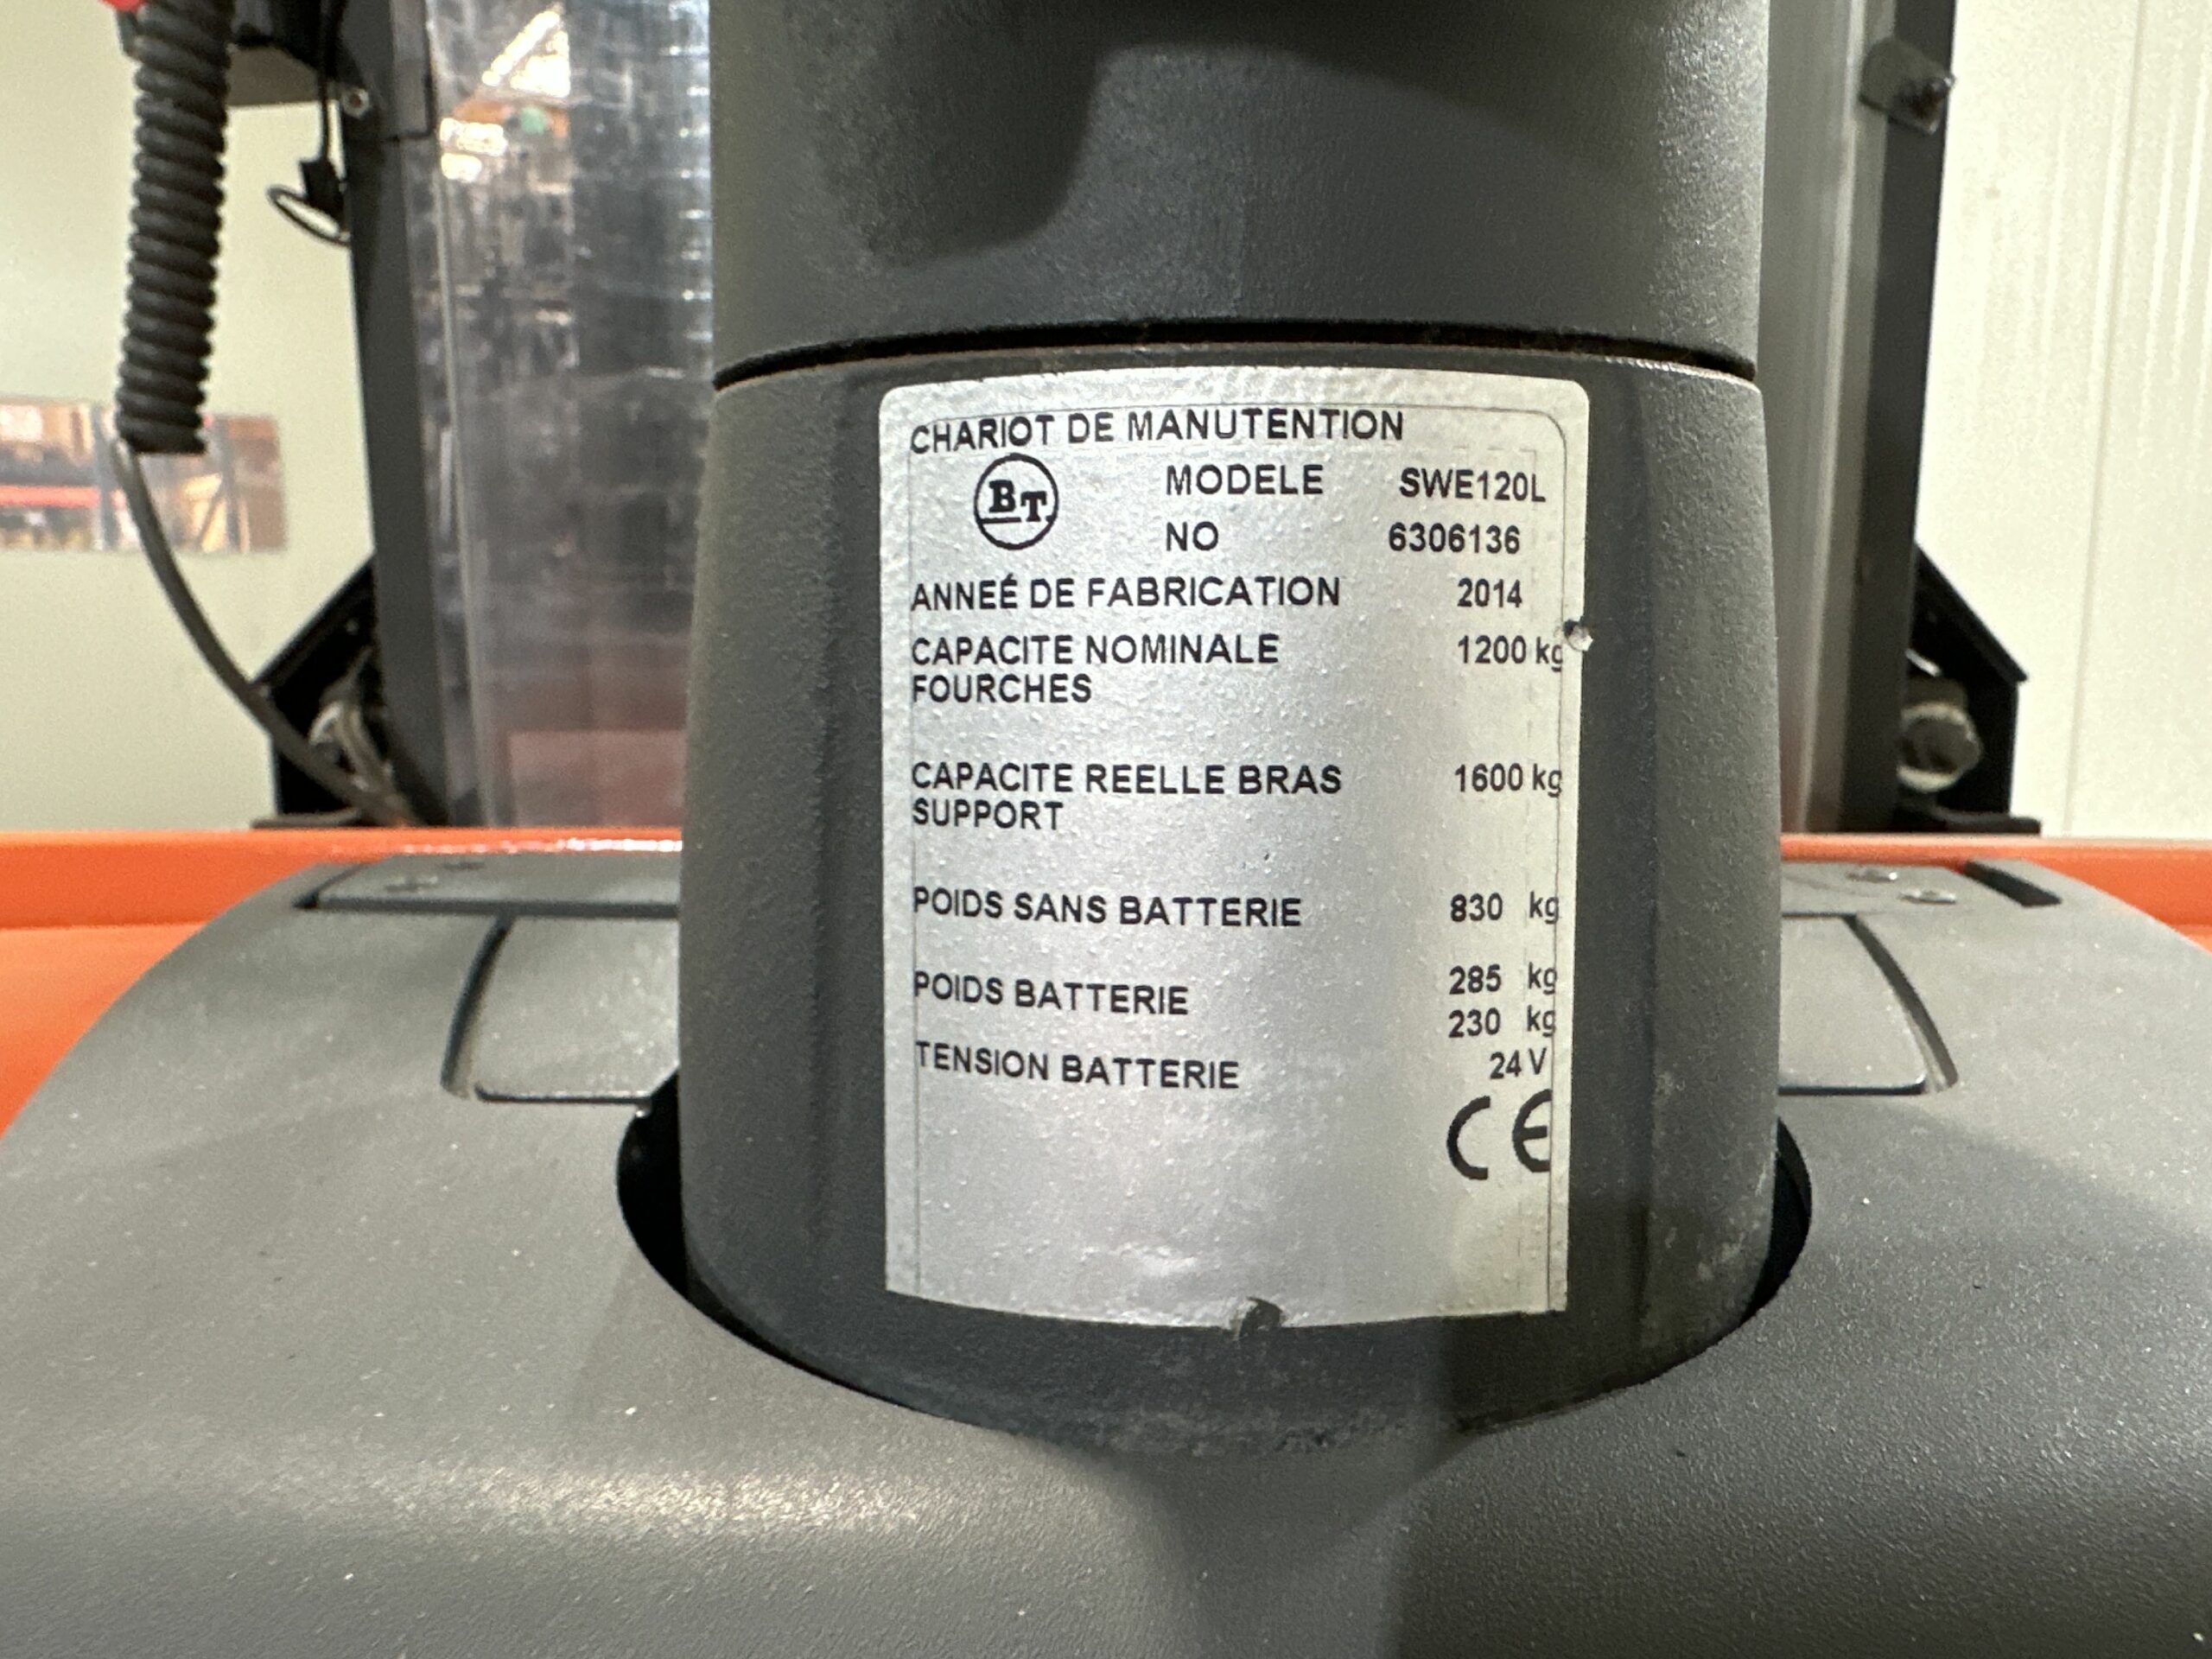 CHARIOT DE MANUTENTION
BT MODELE SWE120L
NO 6306136
ANNEÉ DE FABRICATION 2014
CAPACITE NOMINALE 1200 kg
FOURCHES
CAPACITE REELLE BRAS 1600 kg
SUPPORT
POIDS SANS BATTERIE 830 kg
POIDS BATTERIE 285 kg
230 kg
TENSION BATTERIE 24 V
CE